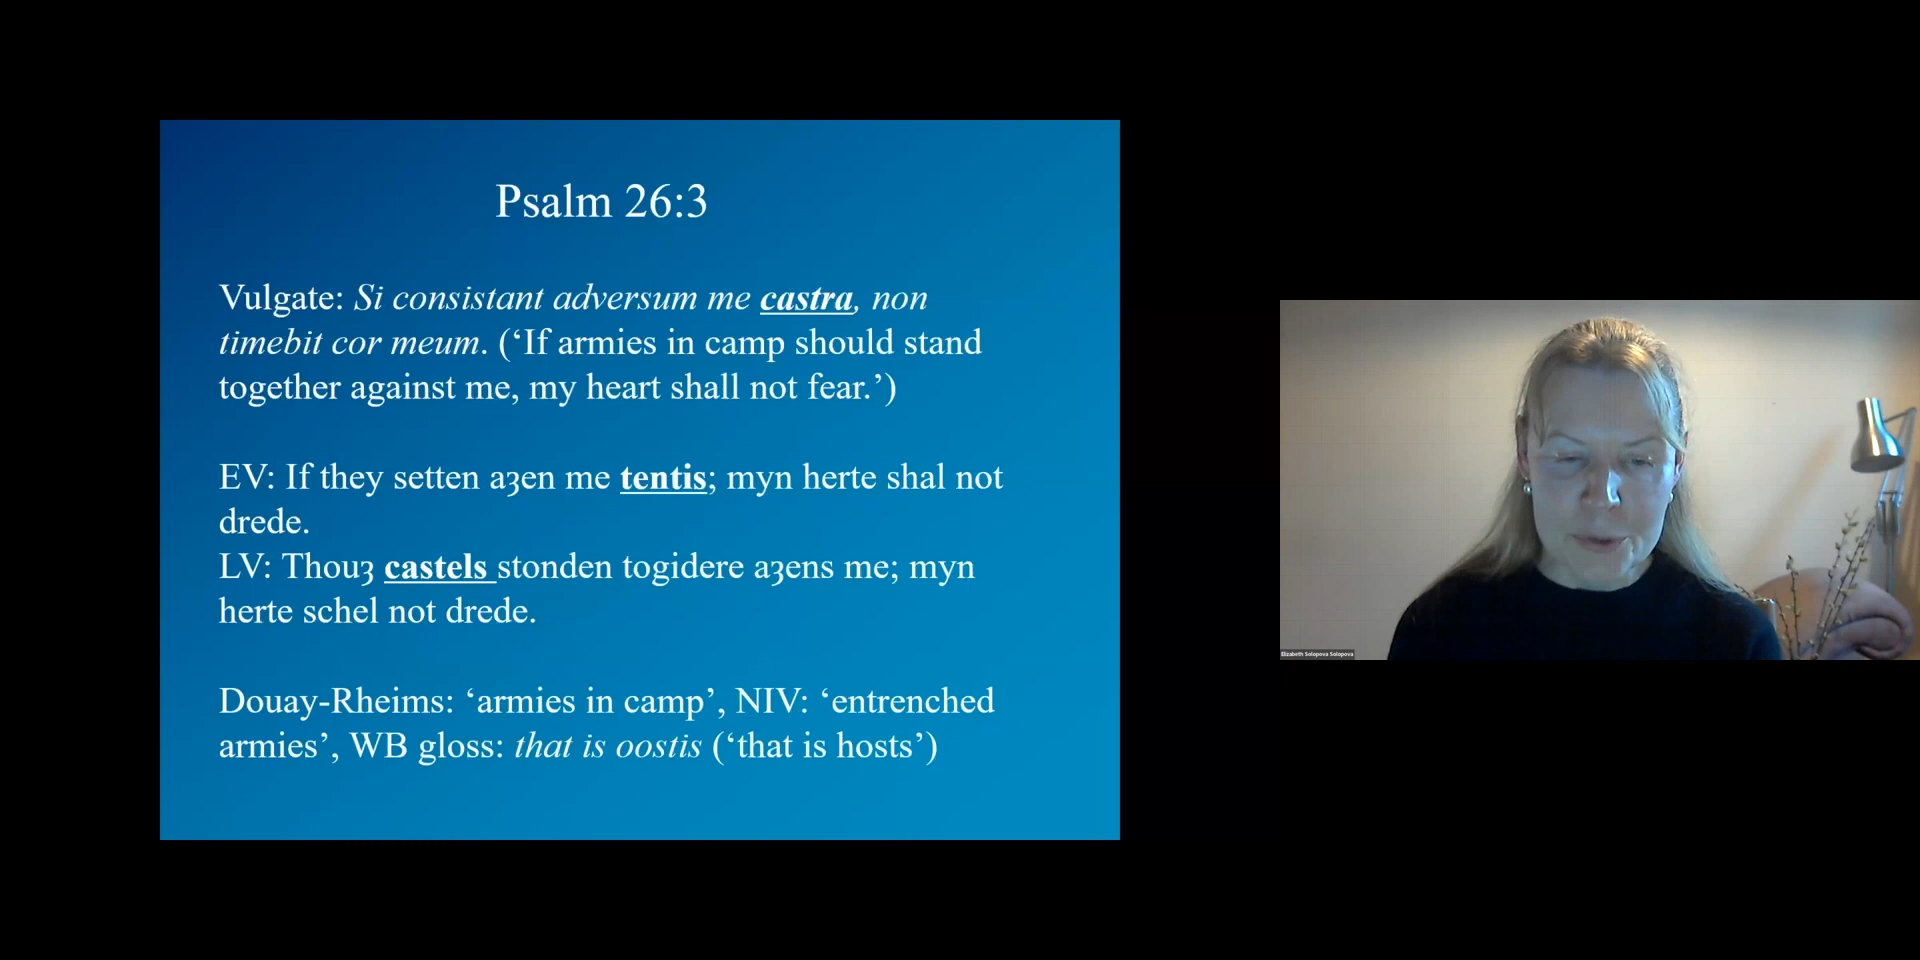 Psalm 26:3
Vulgate: Si consistant adversum me castra, non
timebit cor meum. (‘If armies in camp should stand
together against me, my heart shall not fear.’)
EV: If they setten aȝen me tentis; myn herte shal not
drede.
LV: Thouȝ castels stonden togidere aȝens me; myn
herte schel not drede.
Douay-Rheims: ‘armies in camp’, NIV: ‘entrenched
armies’, WB gloss: that is oostis (‘that is hosts’)
Elizabeth Solopova Solopova